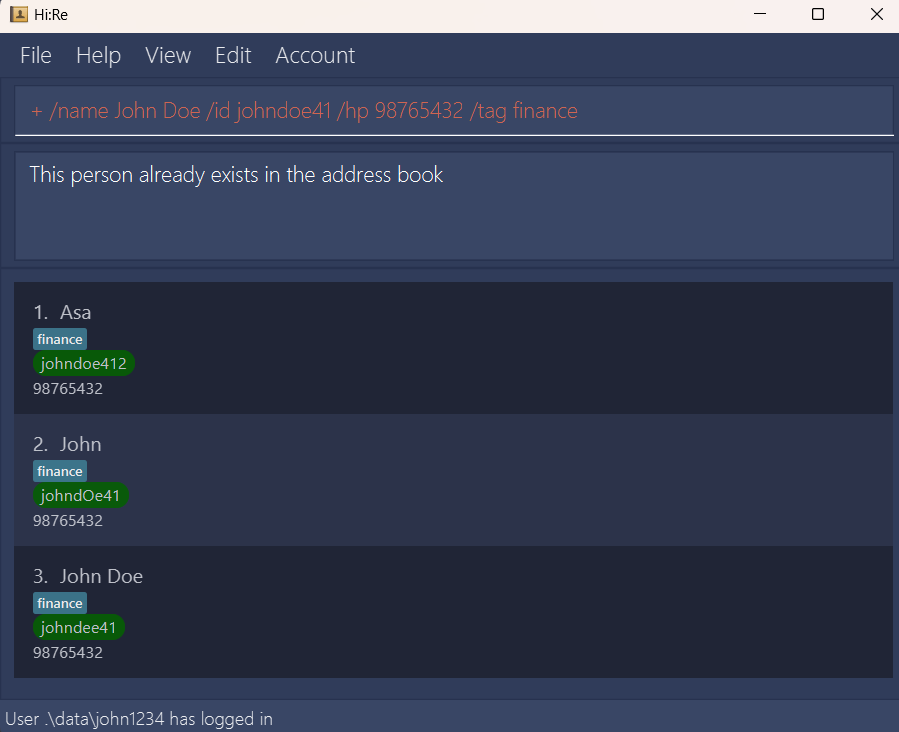 Hi:Re
File Help View Edit Account
+ /name John Doe /id johndoe41 /hp 98765432 /tag finance
This person already exists in the address book
1. Asa
finance
johndoe412
98765432
2. John
finance
johndOe41
98765432
3. John Doe
finance
johndee41
98765432
User .\data\john1234 has logged in